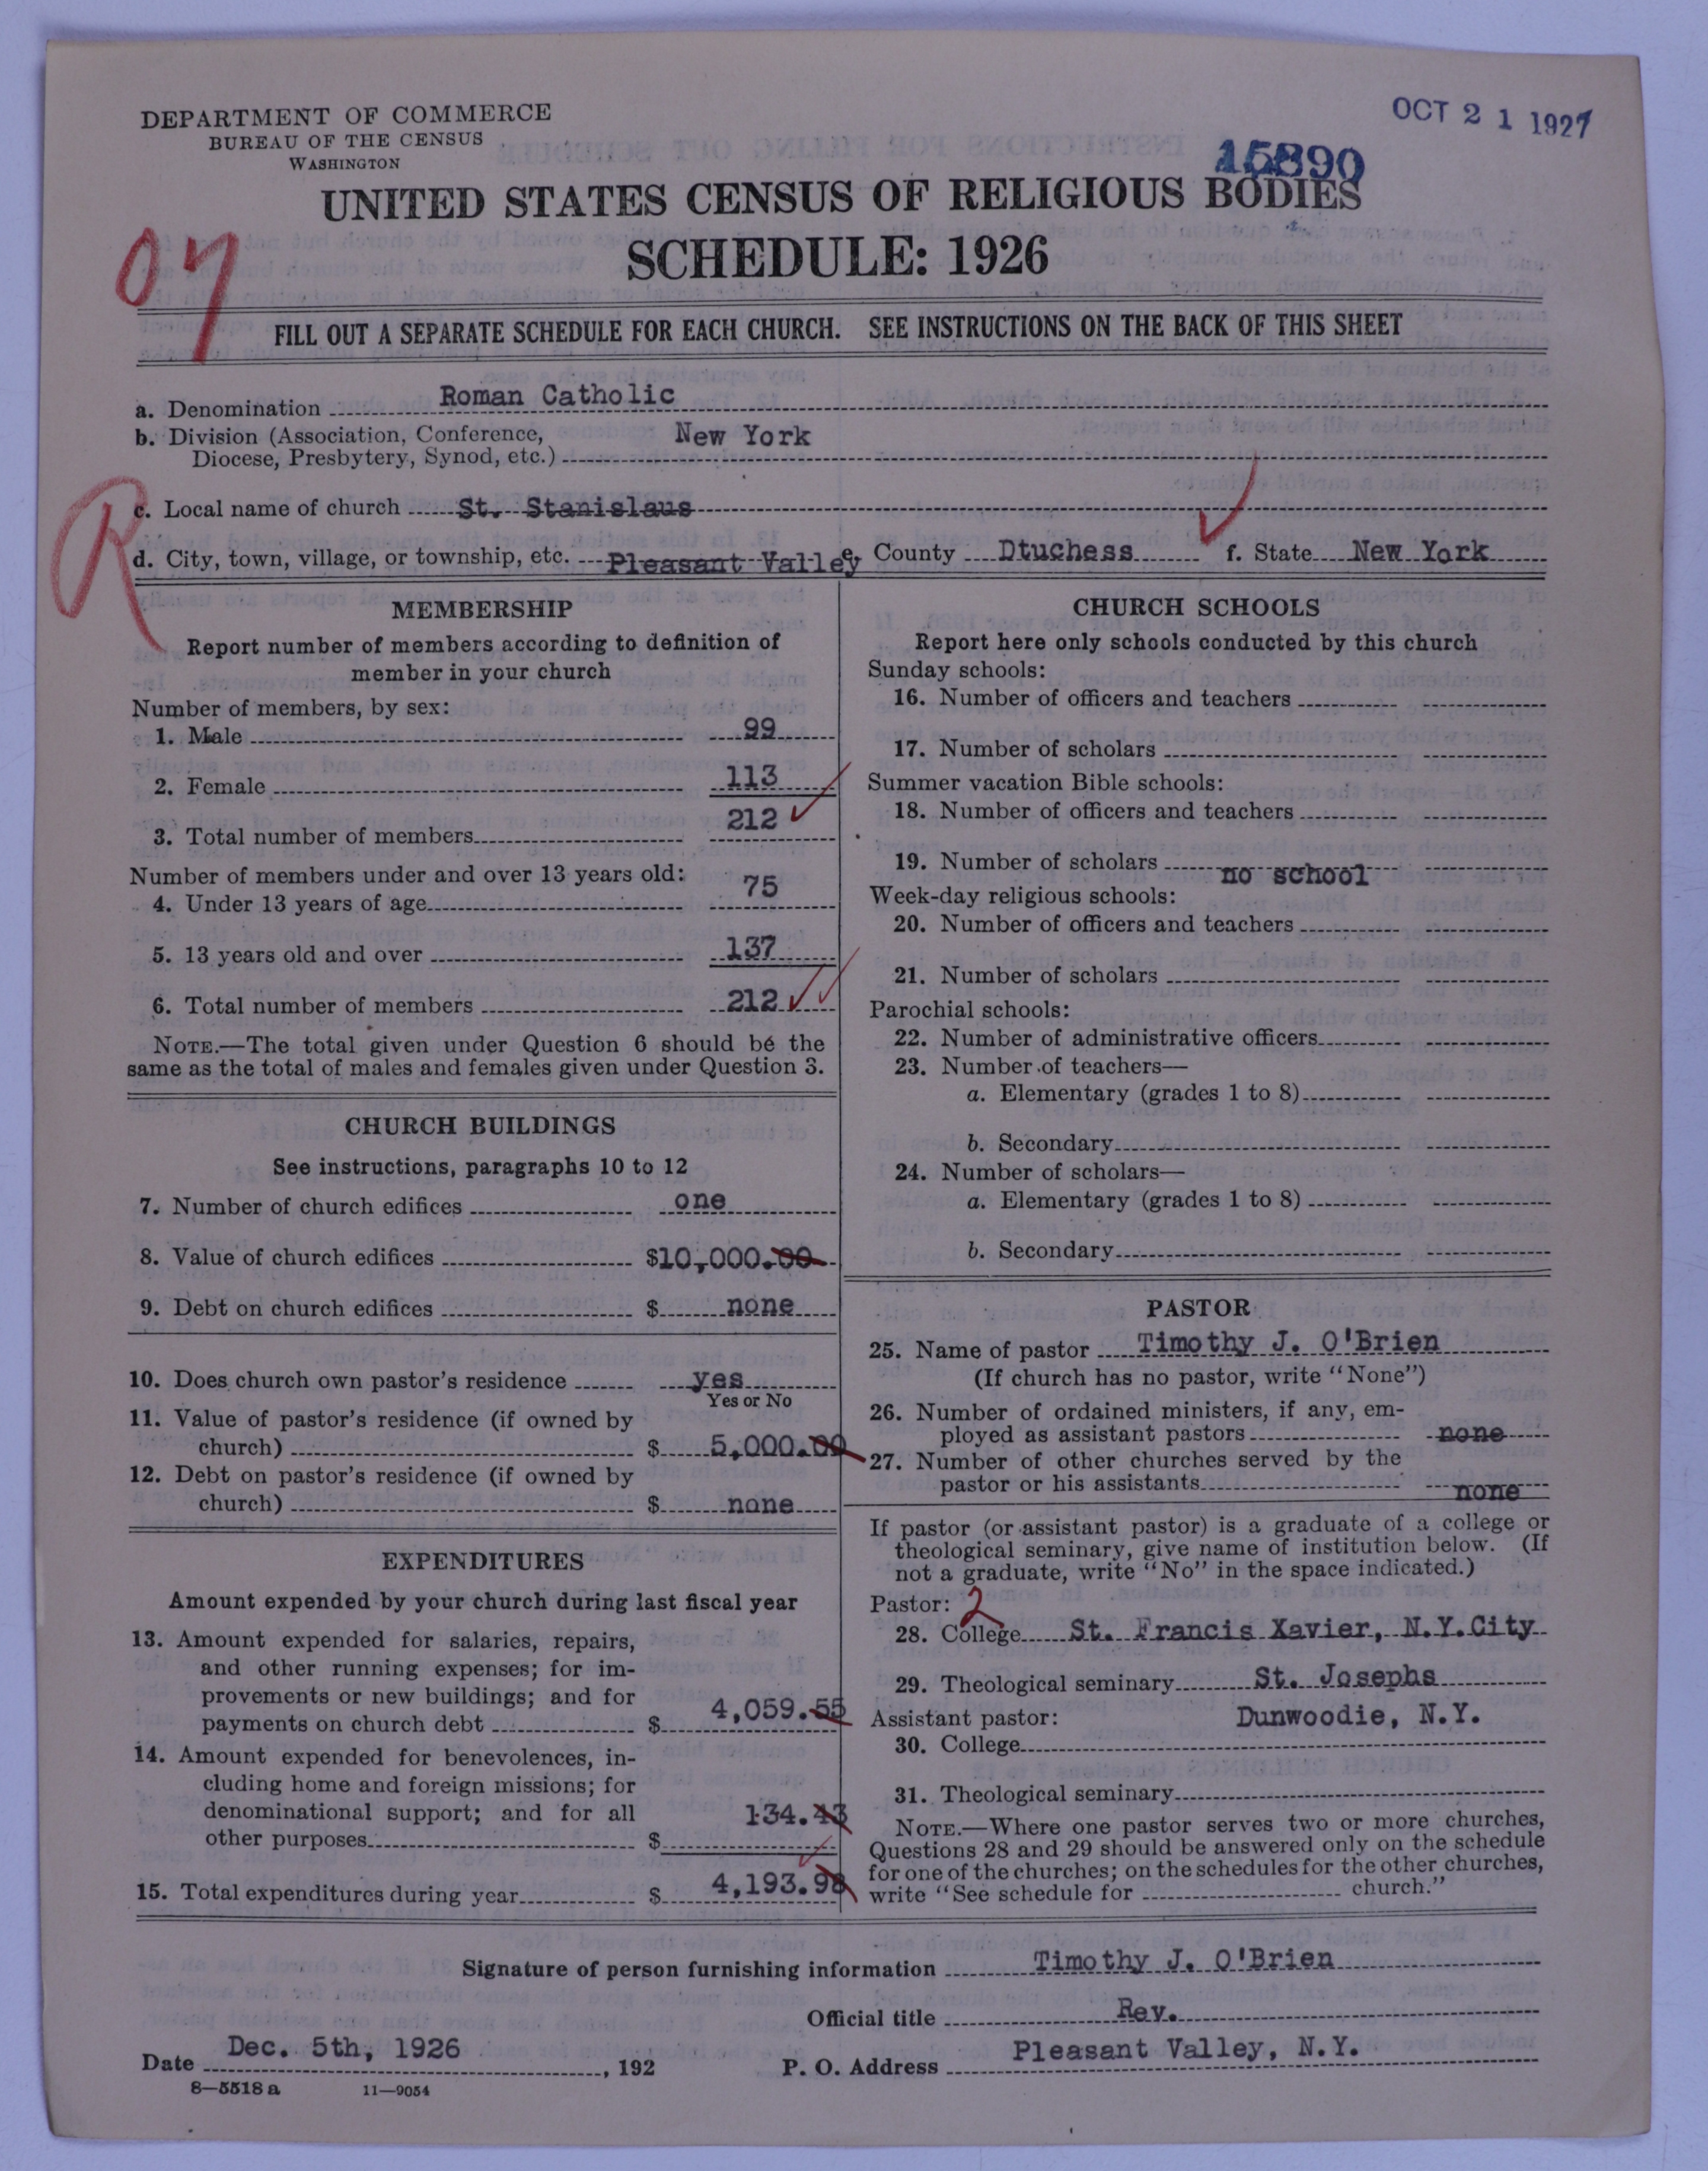 DEPARTMENT OF COMMERCE
BUREAU OF THE CENSUS
WASHINGTON
OCT 21 1927
15890
UNITED STATES CENSUS OF RELIGIOUS BODIES
SCHEDULE: 1926
FILL OUT A SEPARATE SCHEDULE FOR EACH CHURCH. SEE INSTRUCTIONS ON THE BACK OF THIS SHEET
a. Denomination Roman Catholic
b. Division (Association, Conference, New York
Diocese, Presbytery, Synod, etc.)
R
c. Local name of church St. Stanislaus
d. City, town, village, or township, etc. Pleasant Valley e. County Dtuchess f. State New York
MEMBERSHIP
Report number of members according to definition of
member in your church
Number of members, by sex:
1. Male 99
2. Female 113
3. Total number of members 212
Number of members under and over 13 years old:
4. Under 13 years of age 75
5. 13 years old and over 137
6. Total number of members 212
NOTE.—The total given under Question 6 should be the
same as the total of males and females given under Question 3.
CHURCH BUILDINGS
See instructions, paragraphs 10 to 12
7. Number of church edifices one
8. Value of church edifices $10,000.00
9. Debt on church edifices $ none
10. Does church own pastor's residence yes
Yes or No
11. Value of pastor's residence (if owned by
church) $ 5,000.00
12. Debt on pastor's residence (if owned by
church) $ none
EXPENDITURES
Amount expended by your church during last fiscal year
13. Amount expended for salaries, repairs,
and other running expenses; for im-
provements or new buildings; and for
payments on church debt $ 4,059.55
14. Amount expended for benevolences, in-
cluding home and foreign missions; for
denominational support; and for all
other purposes $ 134.43
15. Total expenditures during year $ 4,193.98
CHURCH SCHOOLS
Report here only schools conducted by this church
Sunday schools:
16. Number of officers and teachers
17. Number of scholars
Summer vacation Bible schools:
18. Number of officers and teachers
19. Number of scholars no school
Week-day religious schools:
20. Number of officers and teachers
21. Number of scholars
Parochial schools:
22. Number of administrative officers
23. Number of teachers—
a. Elementary (grades 1 to 8)
b. Secondary
24. Number of scholars—
a. Elementary (grades 1 to 8)
b. Secondary
PASTOR
25. Name of pastor Timothy J. O'Brien
(If church has no pastor, write "None")
26. Number of ordained ministers, if any, em-
ployed as assistant pastors none
27. Number of other churches served by the
pastor or his assistants none
If pastor (or assistant pastor) is a graduate of a college or
theological seminary, give name of institution below. (If
not a graduate, write "No" in the space indicated.)
Pastor: 2
28. College St. Francis Xavier, N.Y.City
29. Theological seminary St. Josephs
Assistant pastor: Dunwoodie, N.Y.
30. College
31. Theological seminary
NOTE.—Where one pastor serves two or more churches,
Questions 28 and 29 should be answered only on the schedule
for one of the churches; on the schedules for the other churches,
write "See schedule for church."
Signature of person furnishing information Timothy J. O'Brien
Official title Rev.
Date Dec. 5th, 1926 , 192 P. O. Address Pleasant Valley, N.Y.
8—5518 a 11—9054